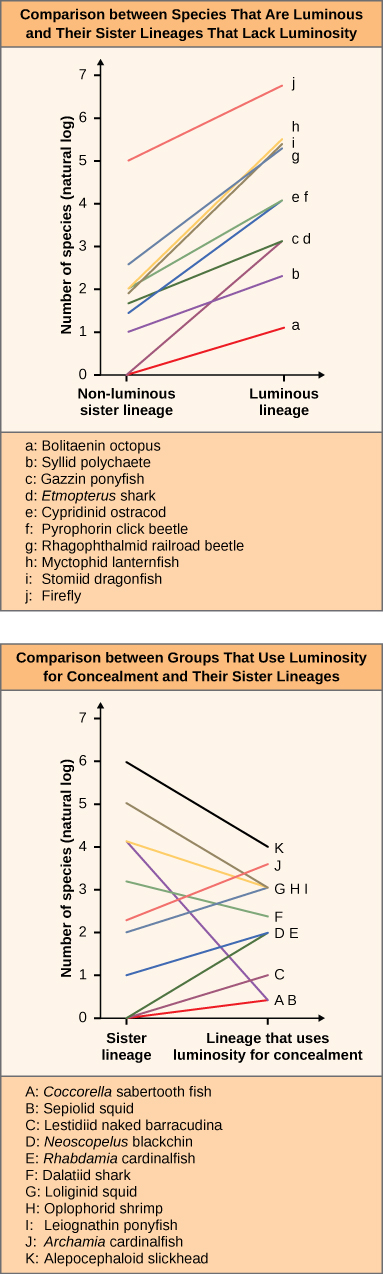 Comparison between Species That Are Luminous
and Their Sister Lineages That Lack Luminosity
Number of species (natural log)
7
6
5
4
3
2
1
0
j
h
i
g
e f
c d
b
a
Non-luminous
sister lineage
Luminous
lineage
a: Bolitaenin octopus
b: Syllid polychaete
c: Gazzin ponyfish
d: Etmopterus shark
e: Cypridinid ostracod
f: Pyrophorin click beetle
g: Rhagophthalmid railroad beetle
h: Myctophid lanternfish
i: Stomiid dragonfish
j: Firefly
Comparison between Groups That Use Luminosity
for Concealment and Their Sister Lineages
Number of species (natural log)
7
6
5
4
3
2
1
0
K
J
G H I
F
D E
C
A B
Sister
lineage
Lineage that uses
luminosity for concealment
A: Coccorella sabertooth fish
B: Sepiolid squid
C: Lestidiid naked barracudina
D: Neoscopelus blackchin
E: Rhabdamia cardinalfish
F: Dalatiid shark
G: Loliginid squid
H: Oplophorid shrimp
I: Leiognathin ponyfish
J: Archamia cardinalfish
K: Alepocephaloid slickhead